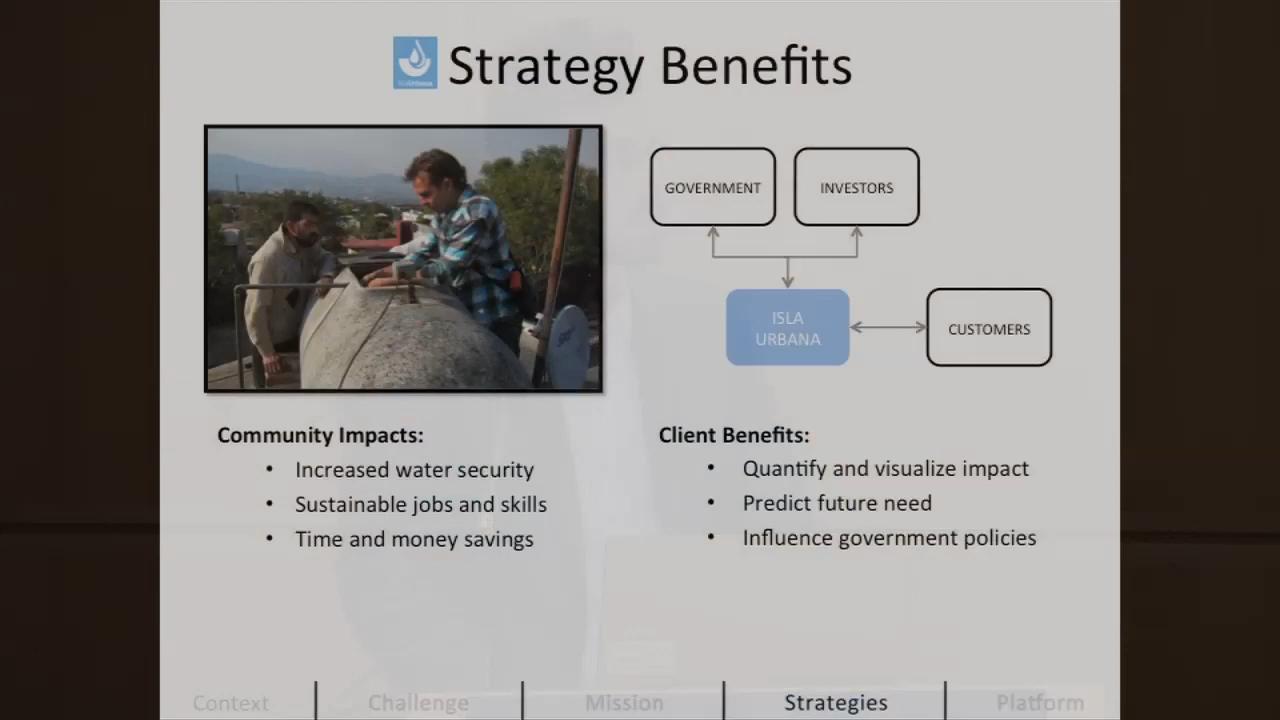 Strategy Benefits
GOVERNMENT
INVESTORS
ISLA
URBANA
CUSTOMERS
Community Impacts:
• Increased water security
• Sustainable jobs and skills
• Time and money savings
Client Benefits:
• Quantify and visualize impact
• Predict future need
• Influence government policies
Context
Challenge
Mission
Strategies
Platform